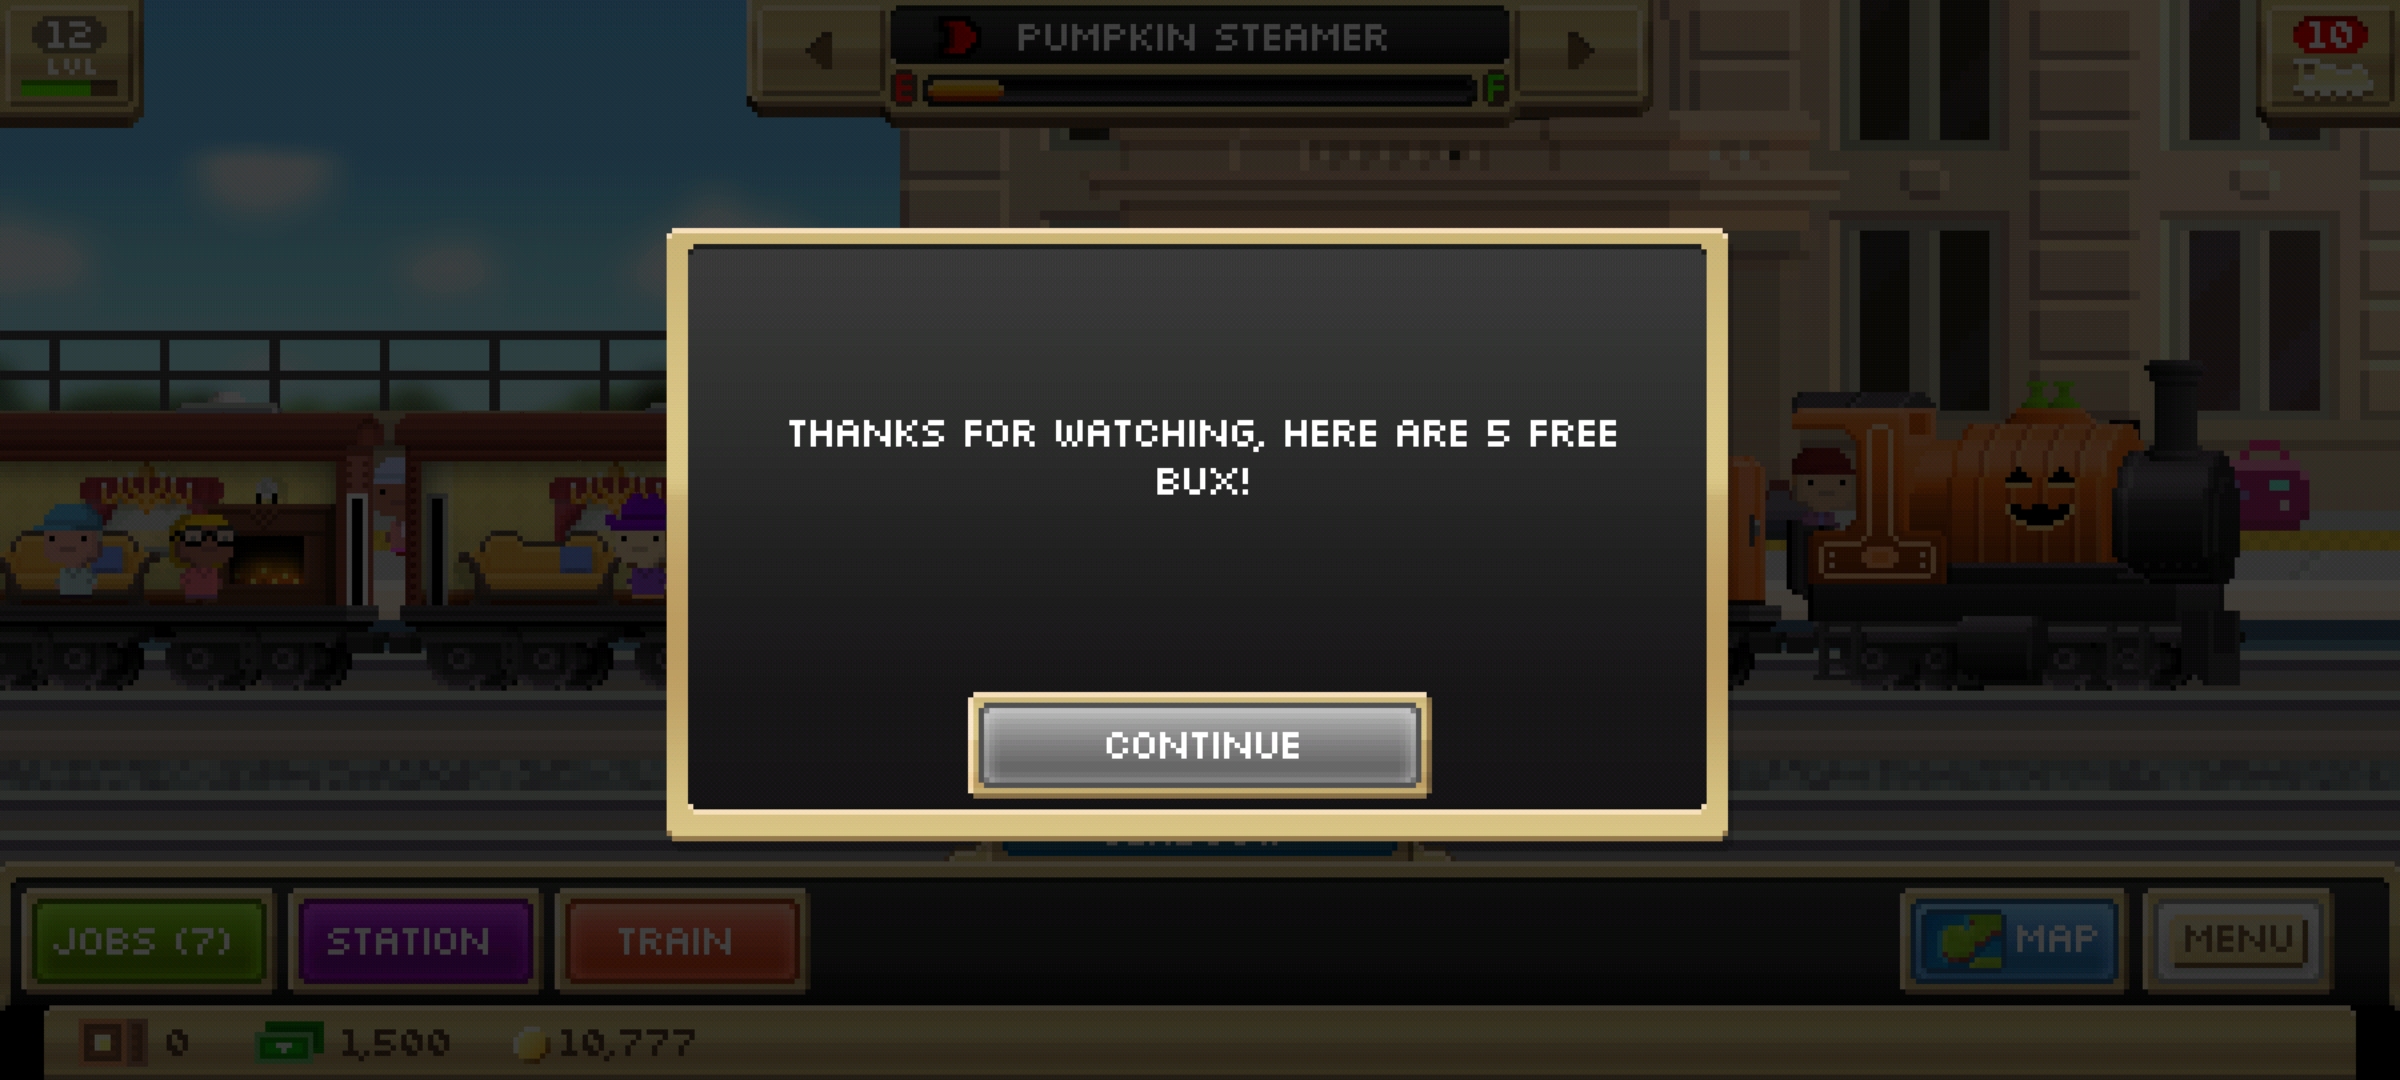 12
LVL
PUMPKIN STEAMER
E
F
10
THANKS FOR WATCHING, HERE ARE 5 FREE
BUX!
CONTINUE
JOBS (7)
STATION
TRAIN
MAP
MENU
0
1,500
10,777